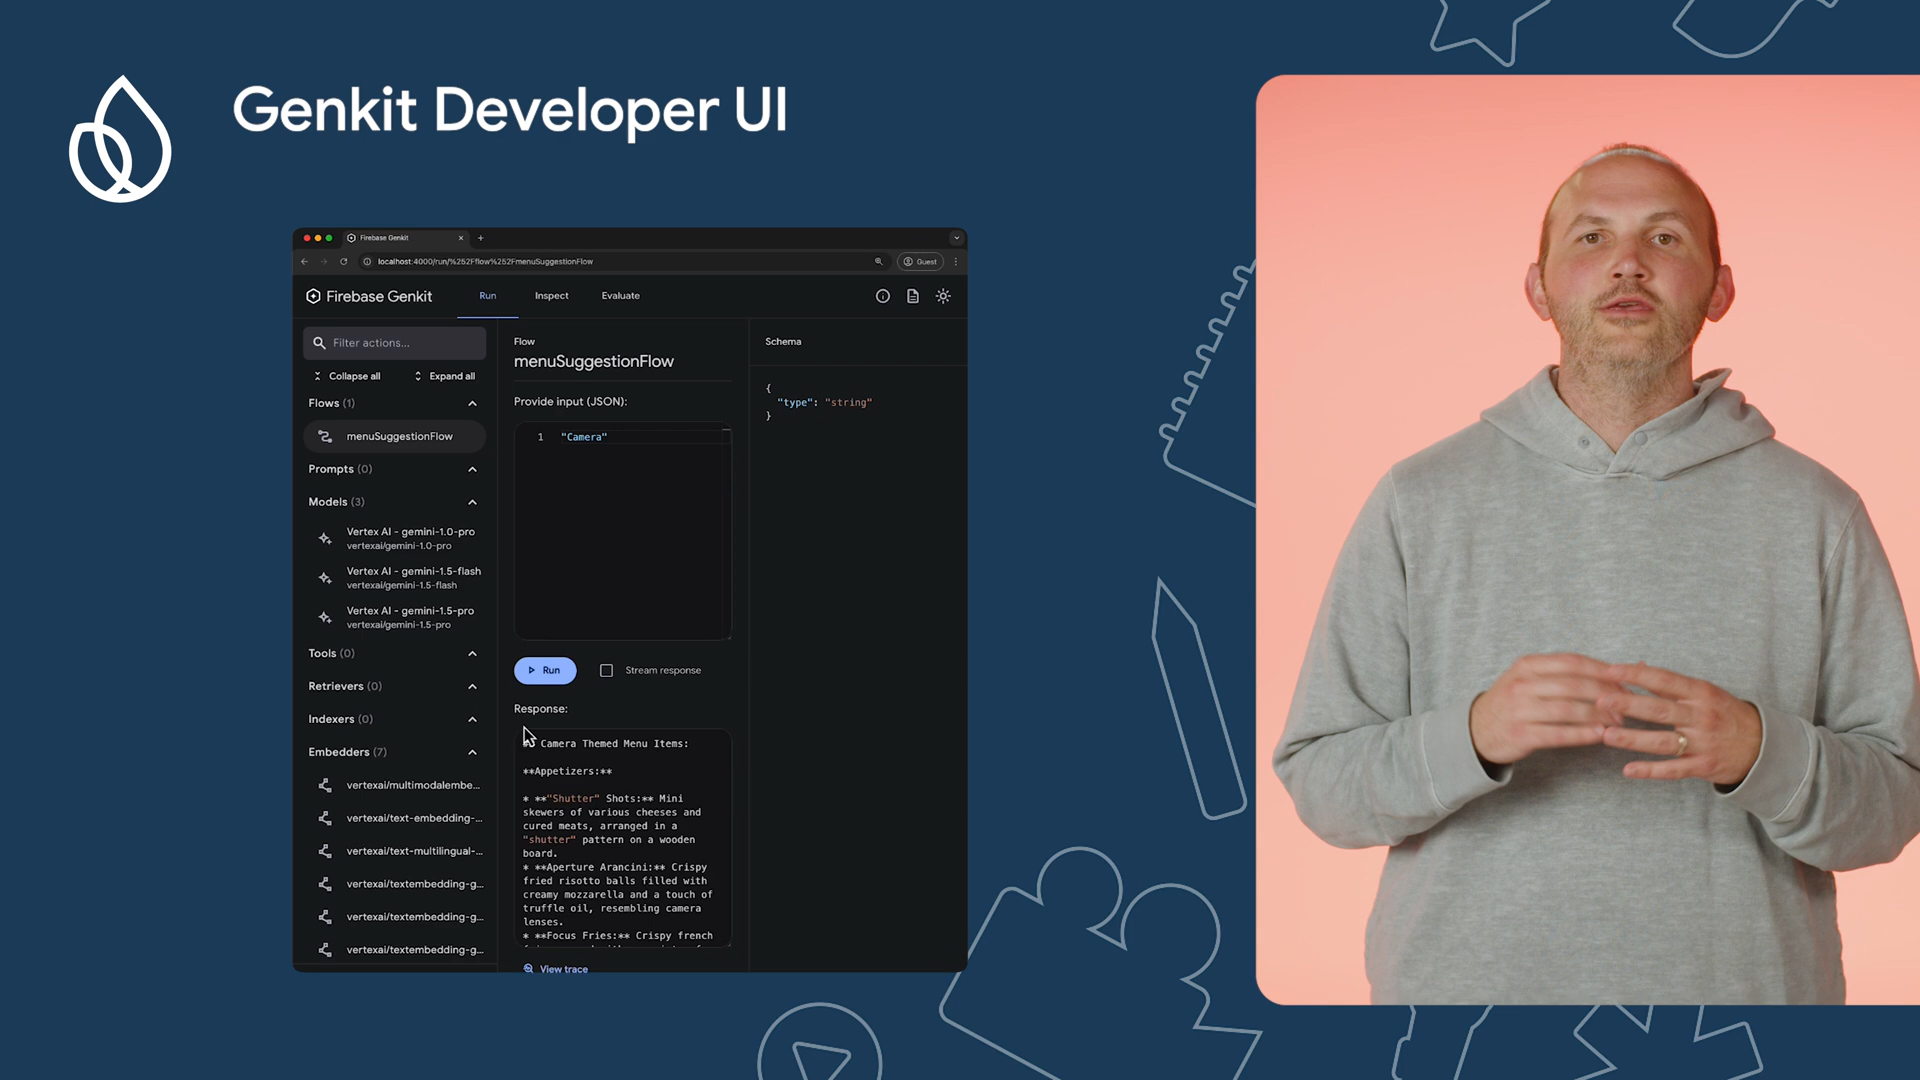 Genkit Developer UI
Firebase Genkit
localhost:4000/run/%252Fflow%252FmenuSuggestionFlow
Guest
Firebase Genkit
Run
Inspect
Evaluate
Filter actions...
Collapse all
Expand all
Flows (1)
menuSuggestionFlow
Prompts (0)
Models (3)
Vertex AI - gemini-1.0-pro
vertexai/gemini-1.0-pro
Vertex AI - gemini-1.5-flash
vertexai/gemini-1.5-flash
Vertex AI - gemini-1.5-pro
vertexai/gemini-1.5-pro
Tools (0)
Retrievers (0)
Indexers (0)
Embedders (7)
vertexai/multimodalembe...
vertexai/text-embedding-...
vertexai/text-multilingual-...
vertexai/textembedding-g...
vertexai/textembedding-g...
vertexai/textembedding-g...
Flow
menuSuggestionFlow
Provide input (JSON):
1 "Camera"
Run
Stream response
Response:
Camera Themed Menu Items:
**Appetizers:**
* **"Shutter" Shots:** Mini
skewers of various cheeses and
cured meats, arranged in a
"shutter" pattern on a wooden
board.
* **Aperture Arancini:** Crispy
fried risotto balls filled with
creamy mozzarella and a touch of
truffle oil, resembling camera
lenses.
* **Focus Fries:** Crispy french
View trace
Schema
{
"type": "string"
}